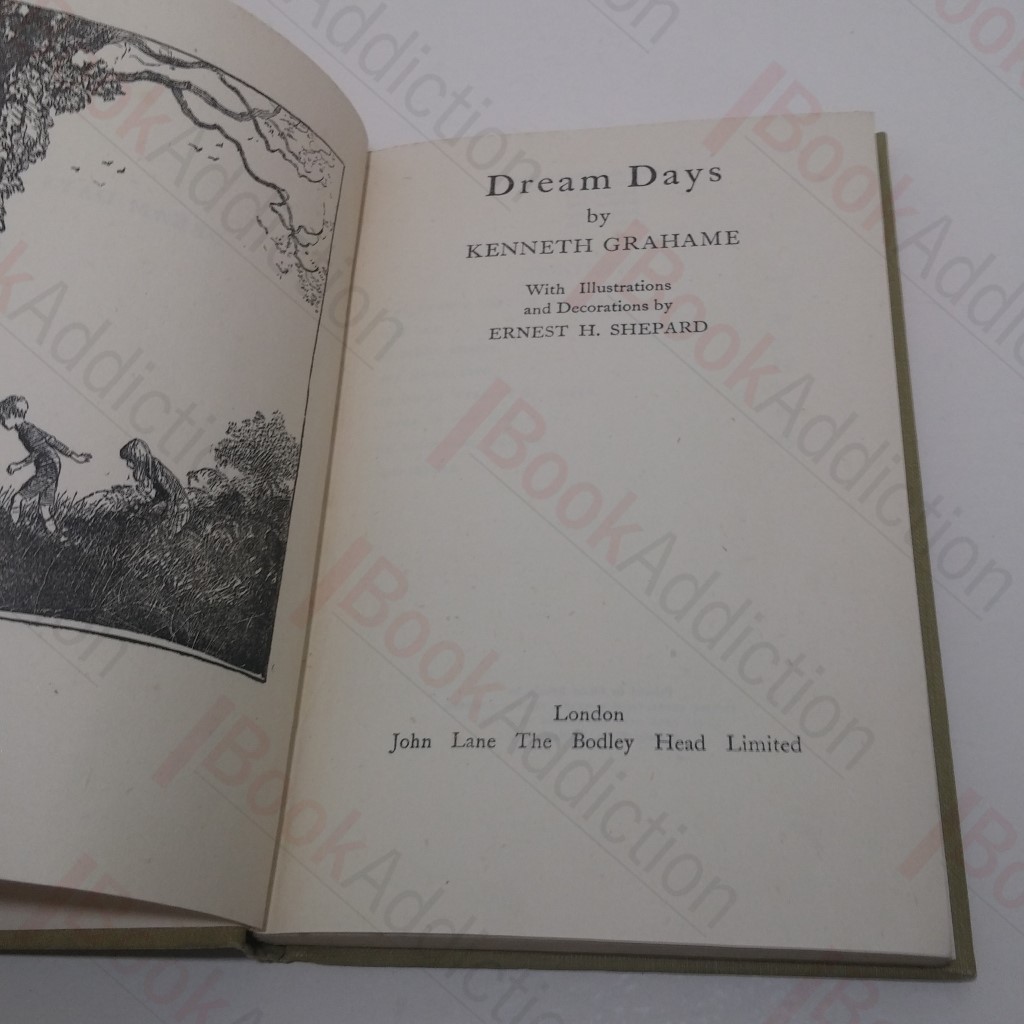 Dream Days
by
KENNETH GRAHAME
With Illustrations
and Decorations by
ERNEST H. SHEPARD
London
John Lane The Bodley Head Limited
BookAddiction